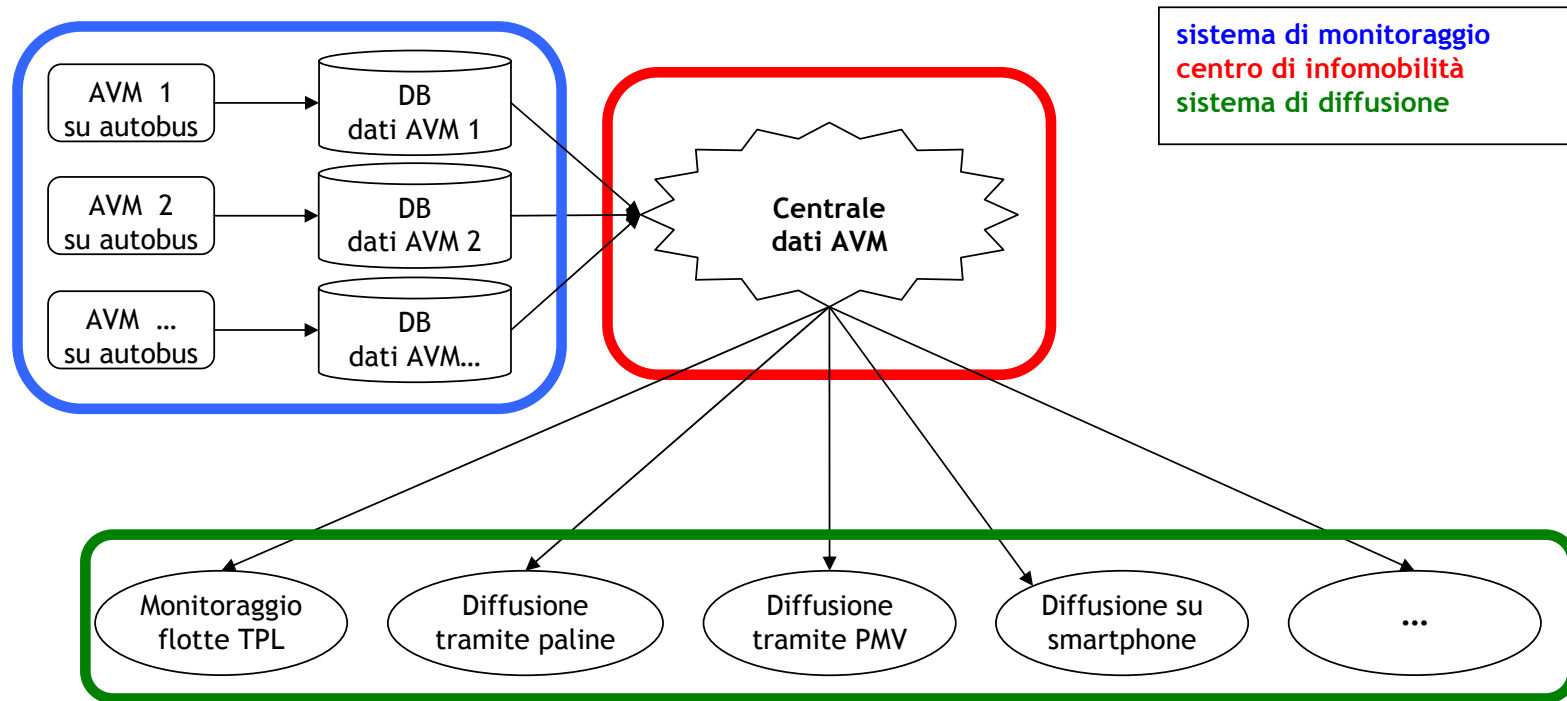 sistema di monitoraggio
centro di infomobilità
sistema di diffusione
AVM 1
su autobus
DB
dati AVM 1
AVM 2
su autobus
DB
dati AVM 2
AVM ...
su autobus
DB
dati AVM...
Centrale
dati AVM
Monitoraggio
flotte TPL
Diffusione
tramite paline
Diffusione
tramite PMV
Diffusione su
smartphone
...